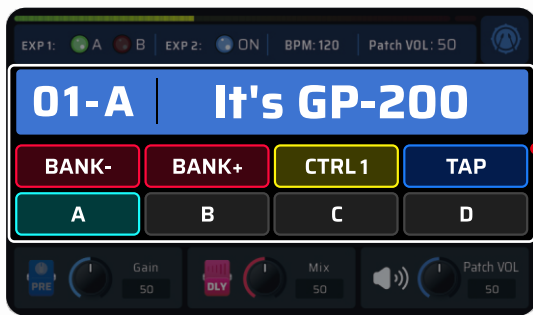 EXP 1: A B EXP 2: ON BPM: 120 Patch VOL: 50
01-A It's GP-200
BANK- BANK+ CTRL 1 TAP
A B C D
Gain Mix Patch VOL
PRE 50 DLY 50 50